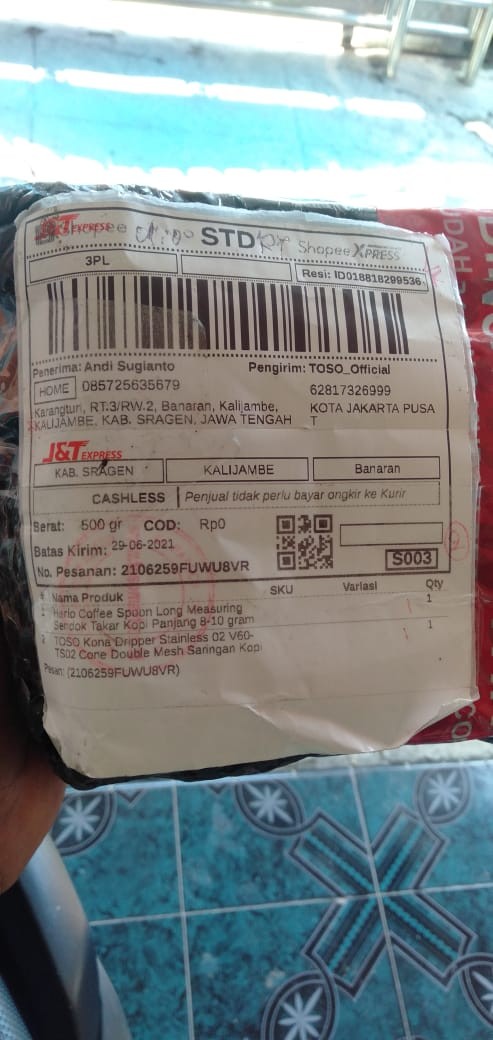 J&T EXPRESS STD Shopee XPRESS
3PL
Resi: ID018818299536
Penerima: Andi Sugianto Pengirim: TOSO_Official
HOME 085725635679 62817326999
Karangturi, RT.3/RW.2, Banaran, Kalijambe, KOTA JAKARTA PUSA
KALIJAMBE, KAB. SRAGEN, JAWA TENGAH T
J&T EXPRESS
KAB. SRAGEN KALIJAMBE Banaran
CASHLESS Penjual tidak perlu bayar ongkir ke Kurir
Berat: 500 gr COD: Rp0
Batas Kirim: 29-06-2021
No. Pesanan: 2106259FUWU8VR S003
# Nama Produk SKU Variasi Qty
1 Hario Coffee Spoon Long Measuring 1
Sendok Takar Kopi Panjang 8-10 gram
2 TOSO Kona Dripper Stainless 02 V60- 1
TS02 Cone Double Mesh Saringan Kopi
Pesan: (2106259FUWU8VR)